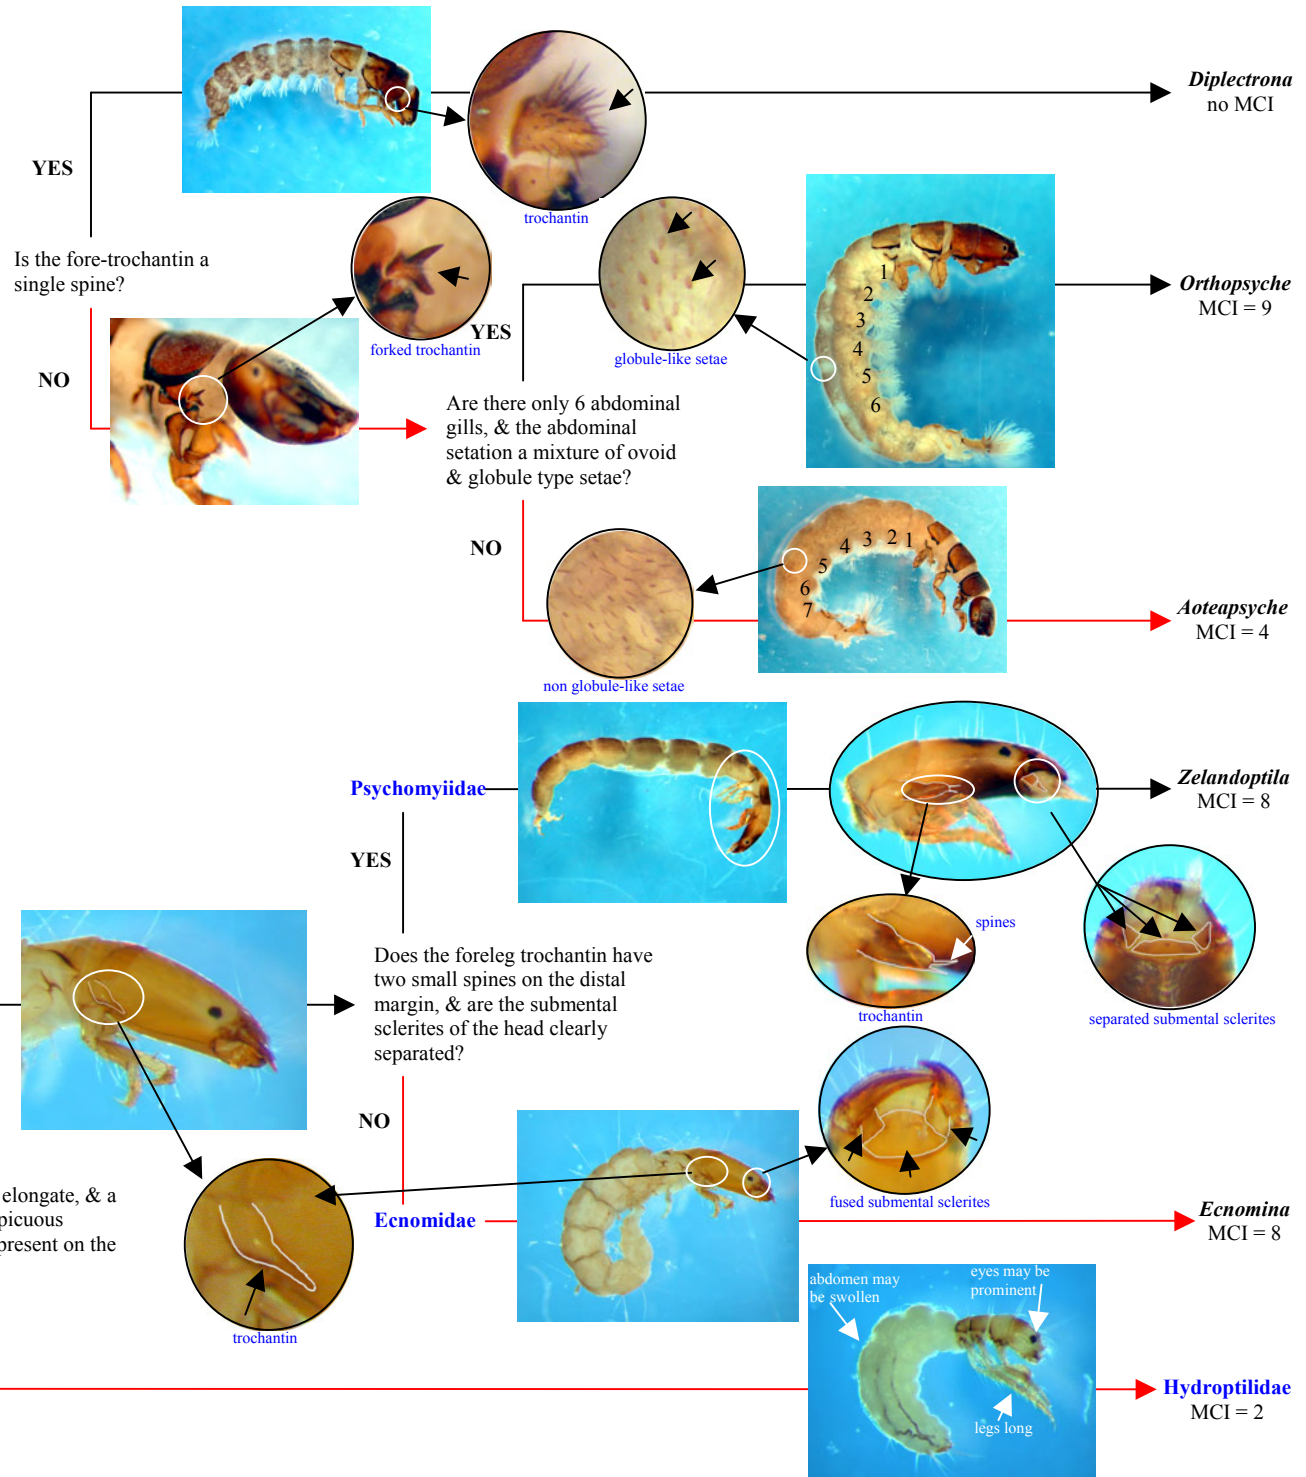 Diplectrona
no MCI
YES
trochantin
Is the fore-trochantin a
single spine?
forked trochantin
YES
globule-like setae
1
2
3
4
5
6
Orthopsyche
MCI = 9
NO
Are there only 6 abdominal
gills, & the abdominal
setation a mixture of ovoid
& globule type setae?
NO
non globule-like setae
4 3 2 1
5
6
7
Aoteapsyche
MCI = 4
Psychomyiidae
Zelandoptila
MCI = 8
YES
spines
trochantin
separated submental sclerites
Does the foreleg trochantin have
two small spines on the distal
margin, & are the submental
sclerites of the head clearly
separated?
NO
fused submental sclerites
elongate, & a
picuous
present on the
trochantin
Ecnomidae
Ecnomina
MCI = 8
abdomen may
be swollen
eyes may be
prominent
legs long
Hydroptilidae
MCI = 2